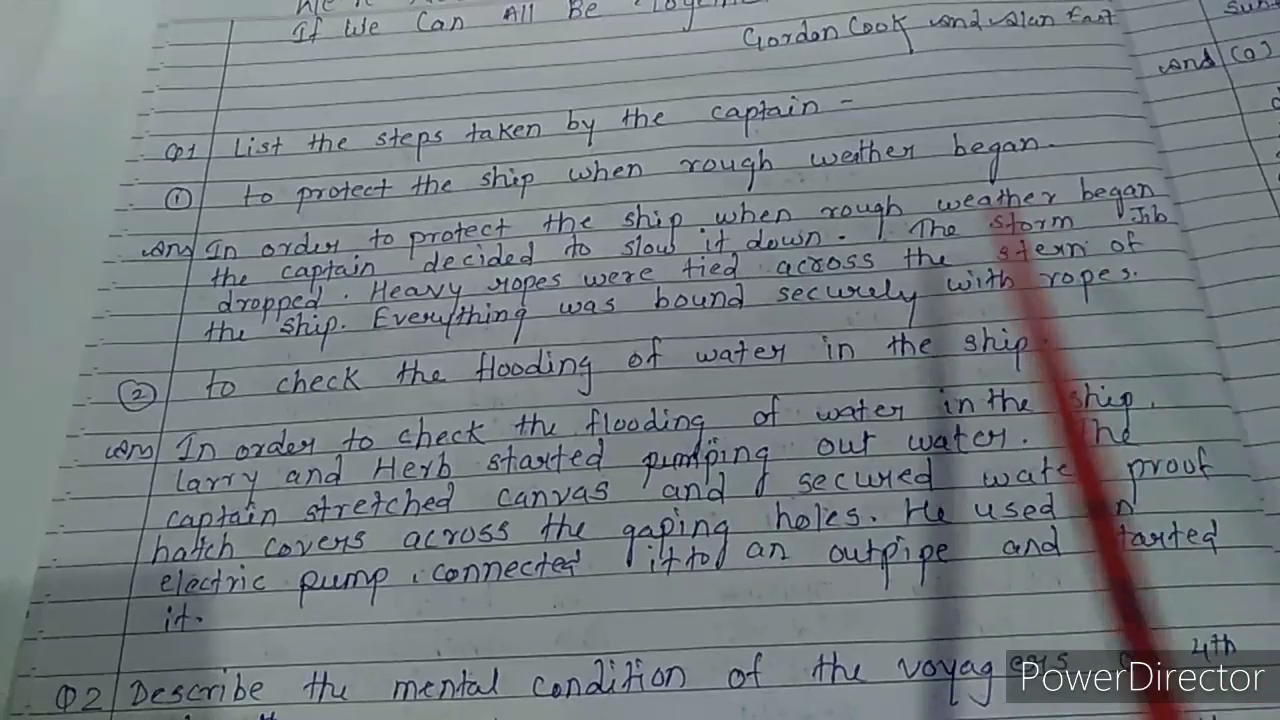 If We Can All Be
Gordon Cook and Alan East
And (a)
Q1 List the steps taken by the captain -
① to protect the ship when rough weather began.
Ans In order to protect the ship when rough weather began
the captain decided to slow it down. The storm Jib
dropped. Heavy ropes were tied across the stern of
the ship. Everything was bound securely with ropes.
② to check the flooding of water in the ship.
Ans In order to check the flooding of water in the ship.
Larry and Herb started pumping out water. The
captain stretched canvas and secured wate proof
hatch covers across the gaping holes. He used n
electric pump, connected it to an outpipe and tarted
it.
Q2 Describe the mental condition of the voyagers 4th
PowerDirector